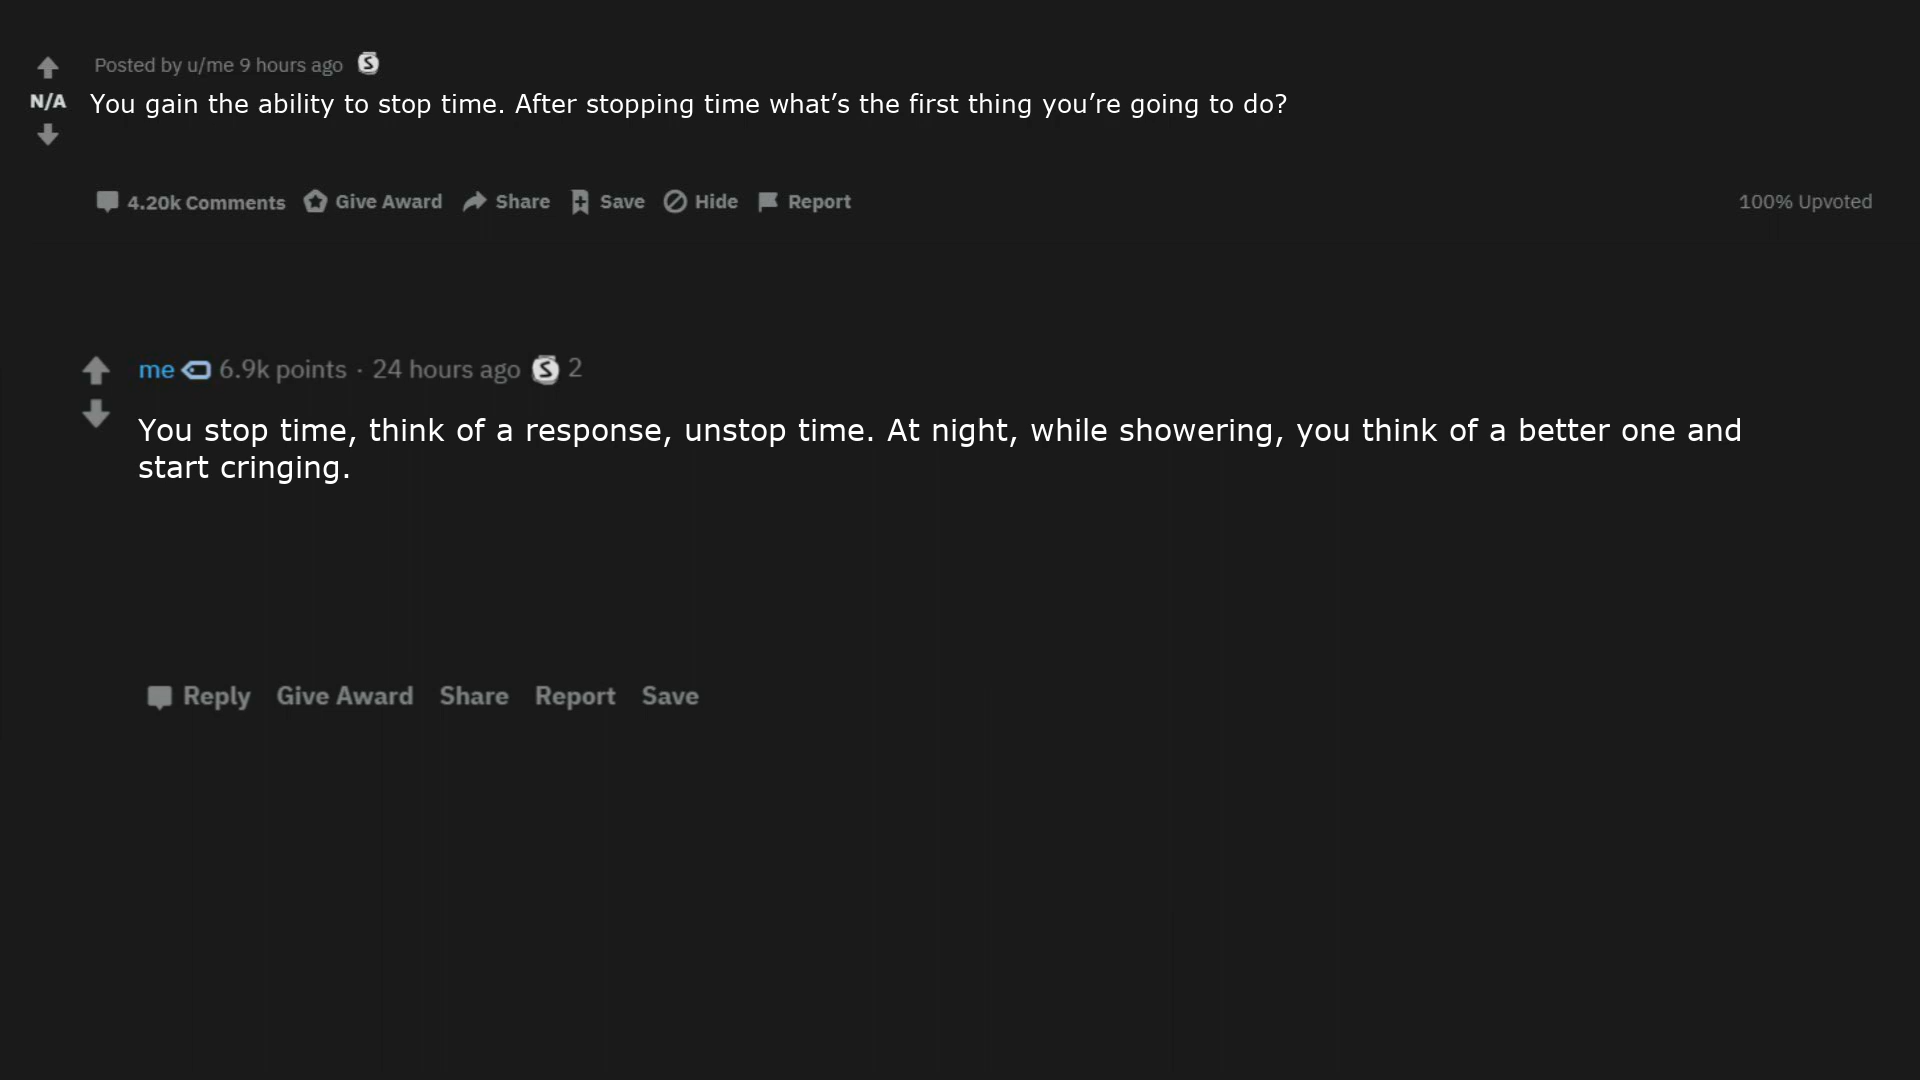 Posted by u/me 9 hours ago
N/A
You gain the ability to stop time. After stopping time what’s the first thing you’re going to do?
4.20k Comments Give Award Share Save Hide Report 100% Upvoted
me 6.9k points · 24 hours ago S 2
You stop time, think of a response, unstop time. At night, while showering, you think of a better one and
start cringing.
Reply Give Award Share Report Save